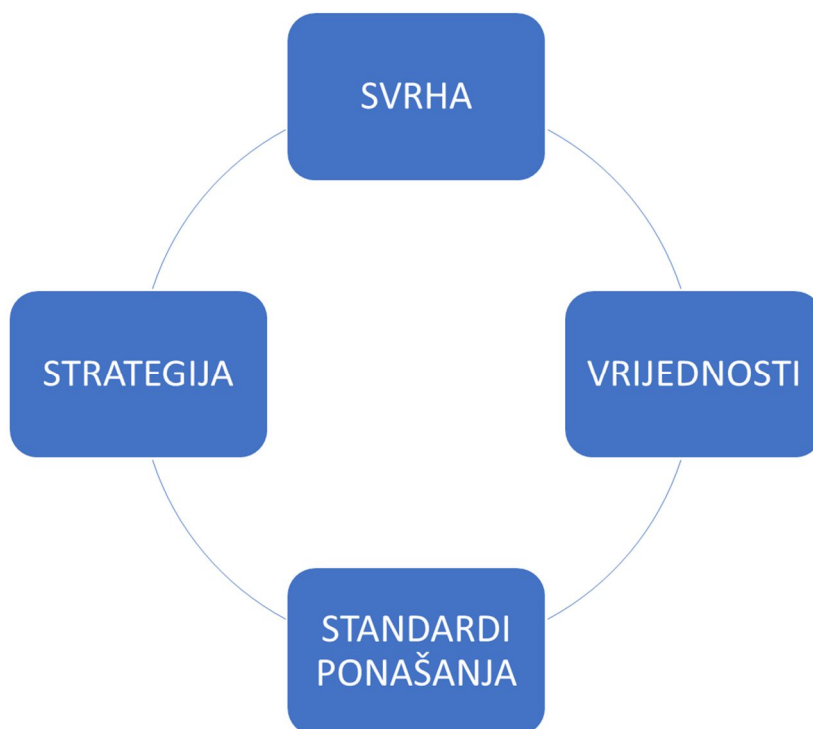 SVRHA
STRATEGIJA
VRIJEDNOSTI
STANDARDI
PONAŠANJA